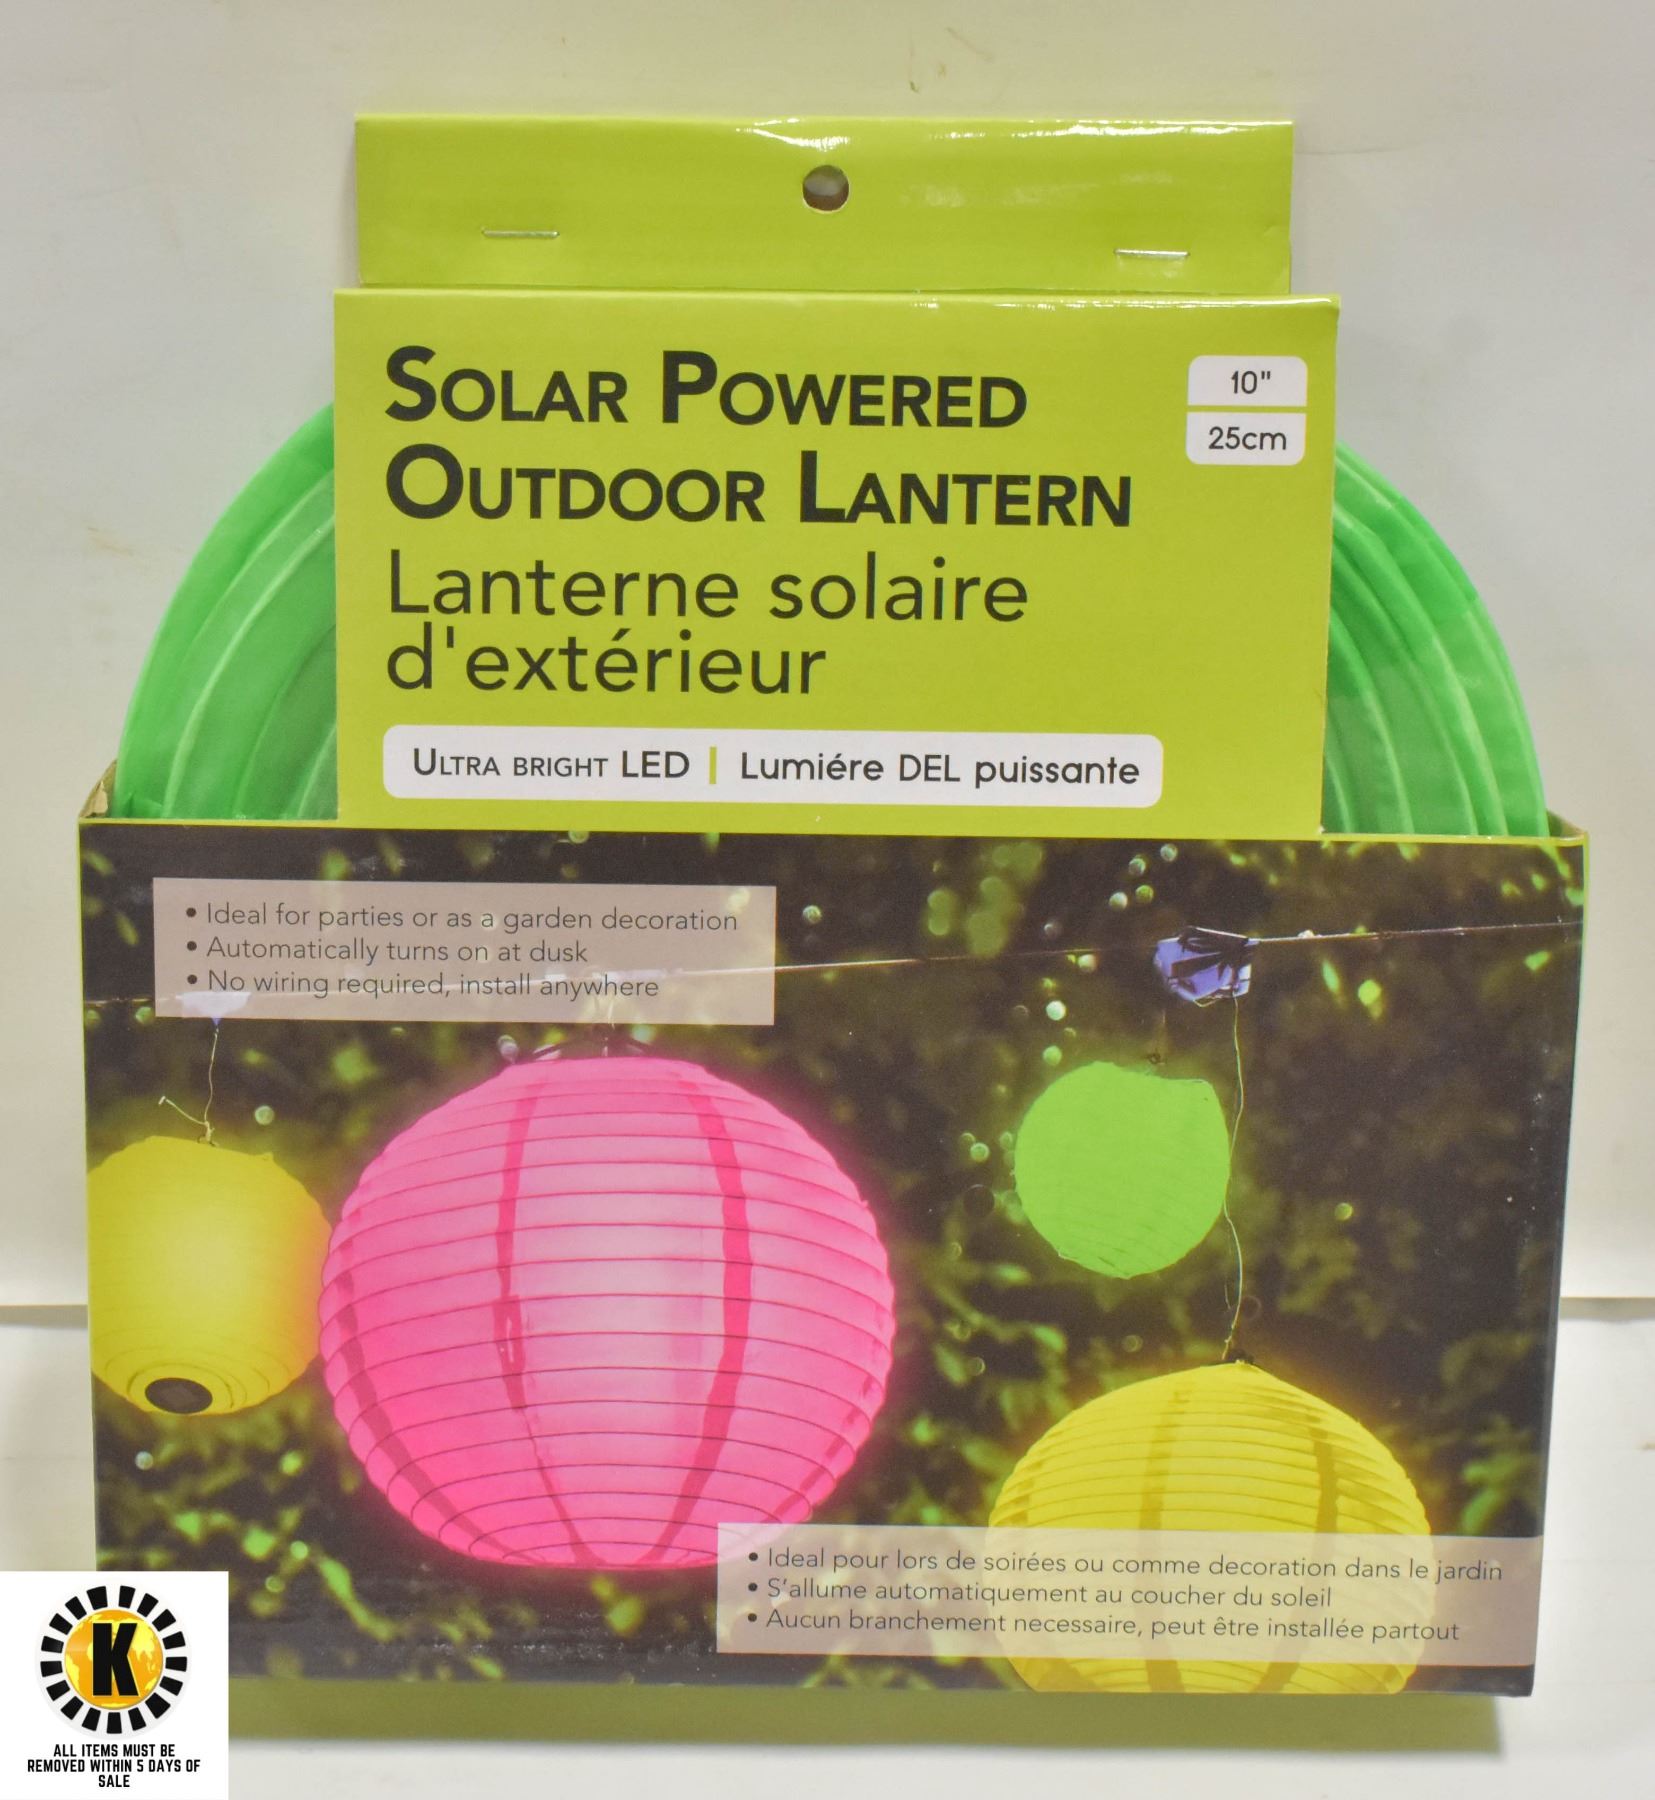 SOLAR POWERED
OUTDOOR LANTERN
Lanterne solaire
d'extérieur
10"
25cm
ULTRA BRIGHT LED | Lumiére DEL puissante
• Ideal for parties or as a garden decoration
• Automatically turns on at dusk
• No wiring required, install anywhere
• Ideal pour lors de soirées ou comme decoration dans le jardin
• S'allume automatiquement au coucher du soleil
• Aucun branchement necessaire, peut être installée partout
K
ALL ITEMS MUST BE
REMOVED WITHIN 5 DAYS OF
SALE